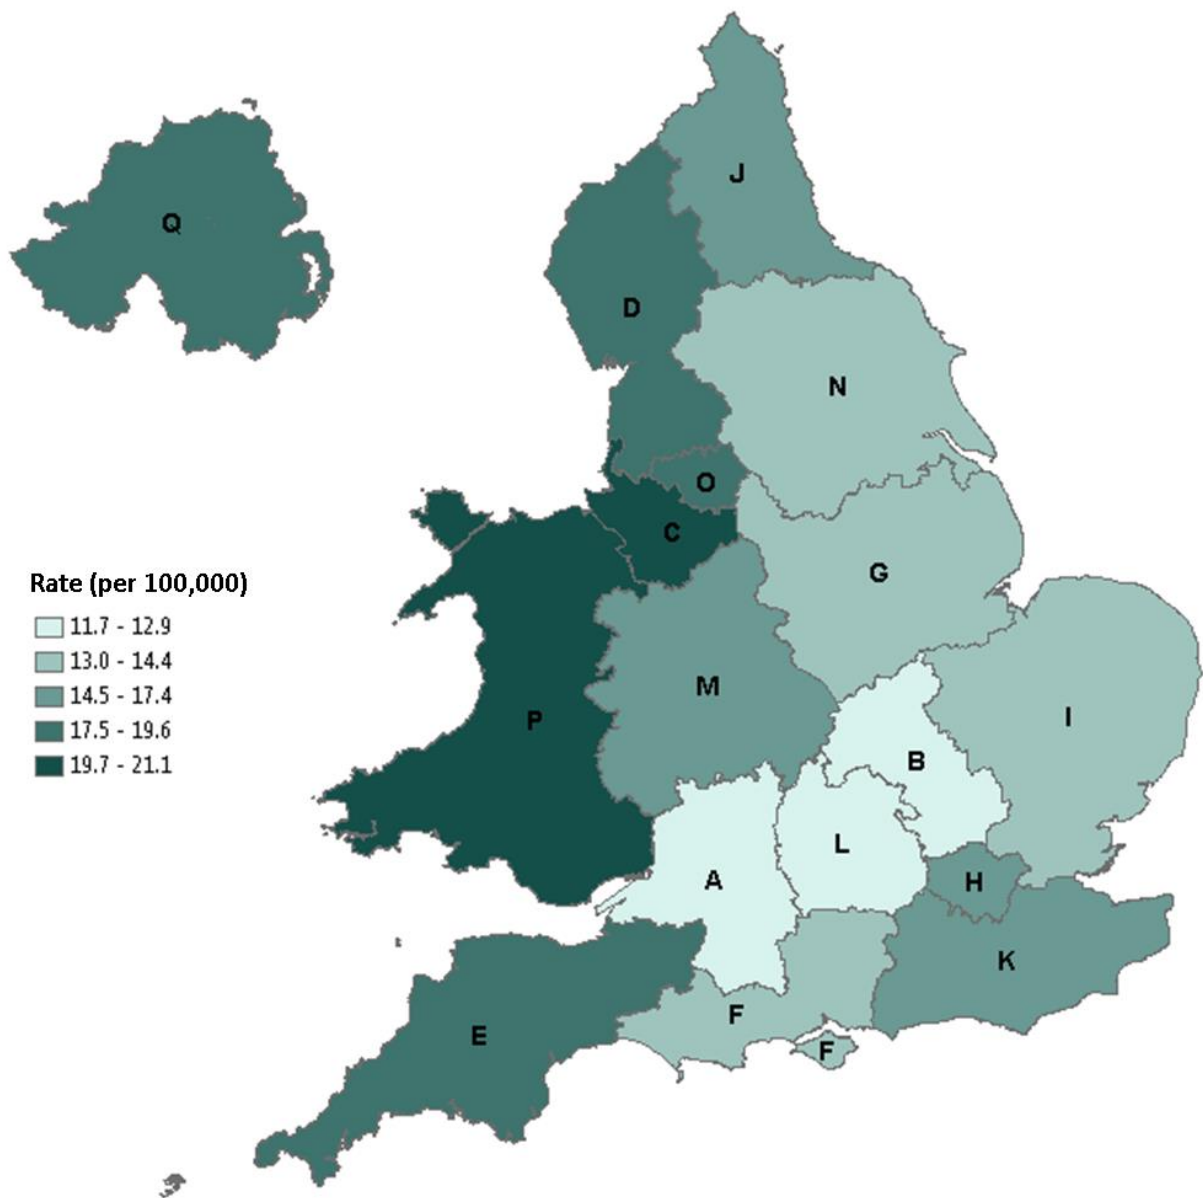 J
Q
D
N
O
C
G
Rate (per 100,000)
11.7 - 12.9
13.0 - 14.4
14.5 - 17.4
17.5 - 19.6
19.7 - 21.1
M
I
P
B
L
A
H
K
F
E
F